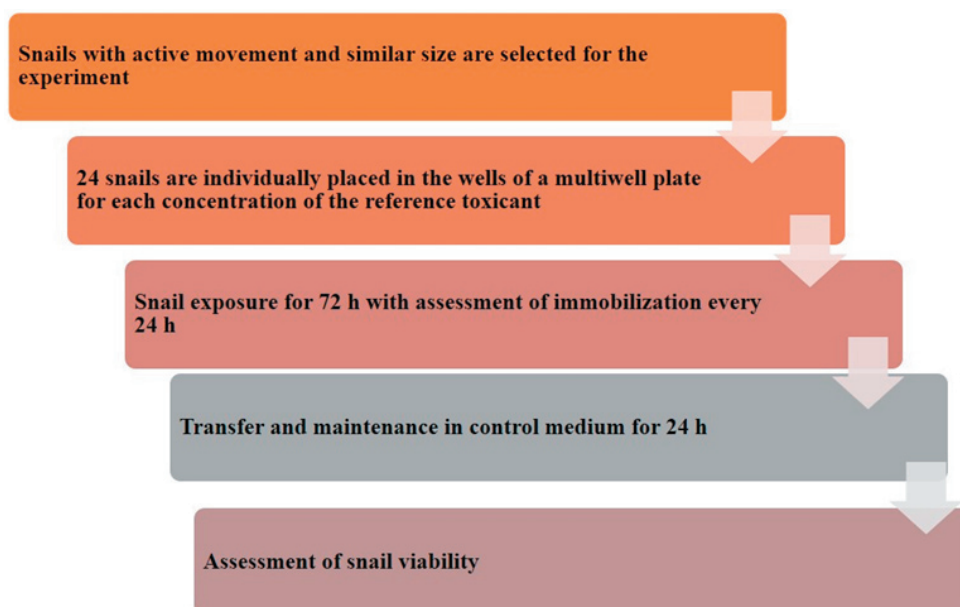 Snails with active movement and similar size are selected for the
experiment
24 snails are individually placed in the wells of a multiwell plate
for each concentration of the reference toxicant
Snail exposure for 72 h with assessment of immobilization every
24 h
Transfer and maintenance in control medium for 24 h
Assessment of snail viability